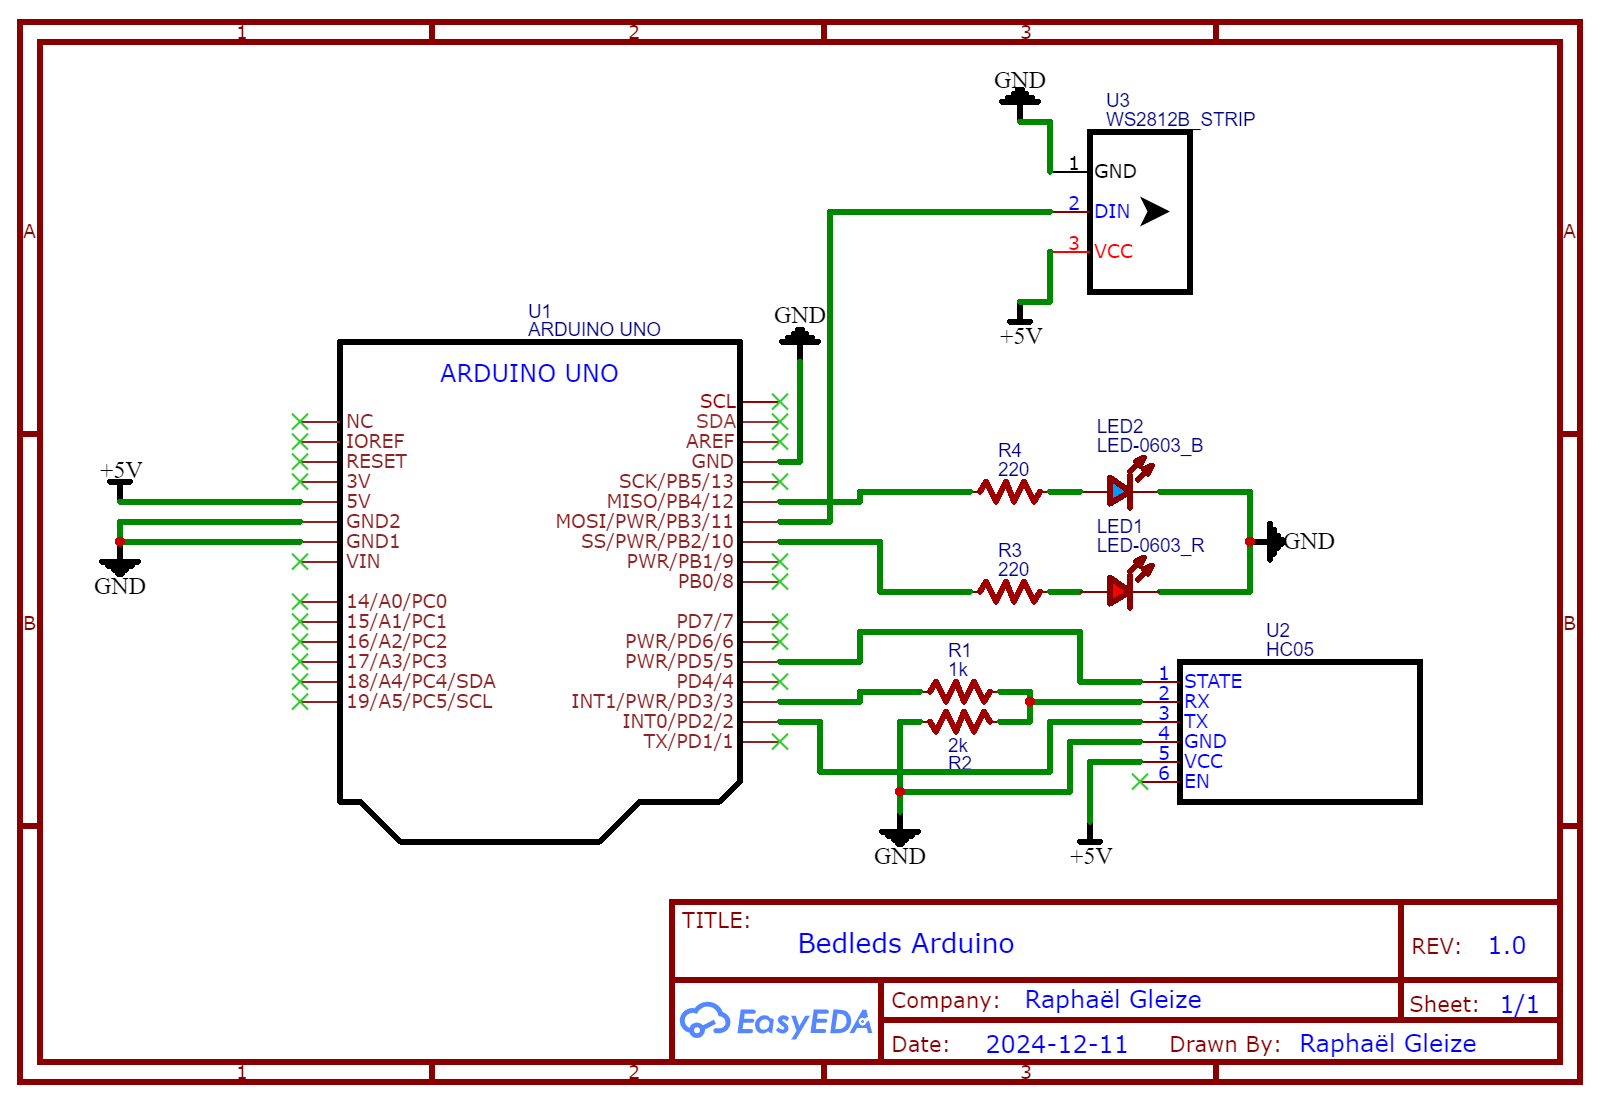 1 2 3
A A
B B
GND
U3
WS2812B_STRIP
1 GND
2 DIN
3 VCC
+5V
GND
U1
ARDUINO UNO
ARDUINO UNO
NC
IOREF
RESET
3V
5V
GND2
GND1
VIN
14/A0/PC0
15/A1/PC1
16/A2/PC2
17/A3/PC3
18/A4/PC4/SDA
19/A5/PC5/SCL
SCL
SDA
AREF
GND
SCK/PB5/13
MISO/PB4/12
MOSI/PWR/PB3/11
SS/PWR/PB2/10
PWR/PB1/9
PB0/8
PD7/7
PWR/PD6/6
PWR/PD5/5
PD4/4
INT1/PWR/PD3/3
INT0/PD2/2
TX/PD1/1
+5V
GND
R4
220
LED2
LED-0603_B
R3
220
LED1
LED-0603_R
GND
R1
1k
2k
R2
GND
U2
HC05
1 STATE
2 RX
3 TX
4 GND
5 VCC
6 EN
+5V
TITLE:
Bedleds Arduino
REV: 1.0
EasyEDA
Company: Raphaël Gleize
Sheet: 1/1
Date: 2024-12-11 Drawn By: Raphaël Gleize
1 2 3